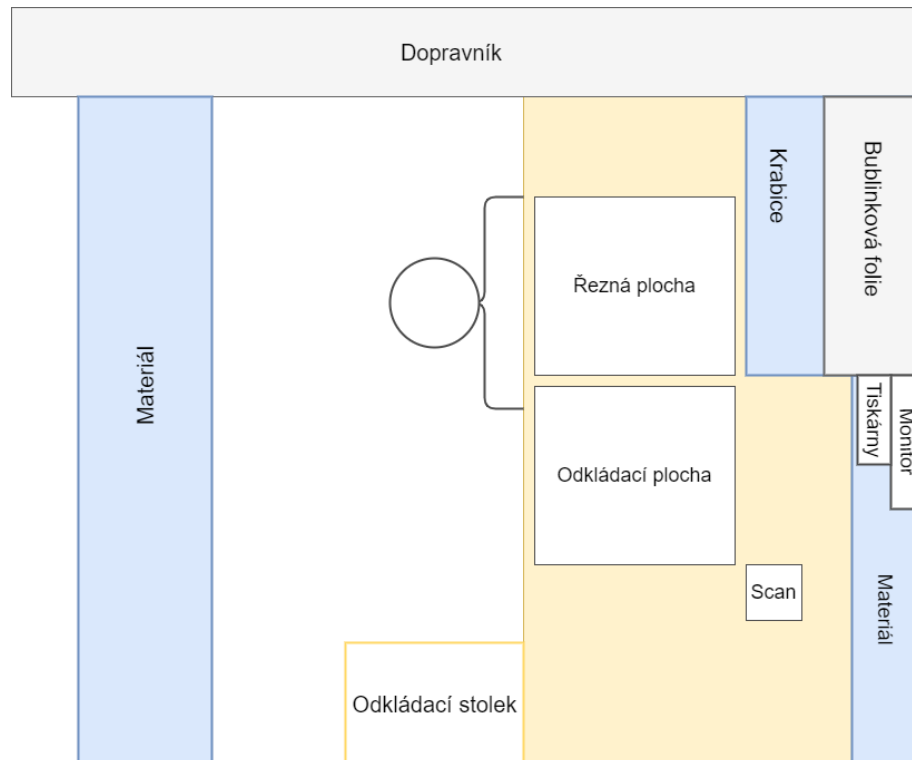 Dopravník
Krabice
Bublinková folie
Řezná plocha
Materiál
Tiskárny
Monitor
Odkládací plocha
Scan
Materiál
Odkládací stolek